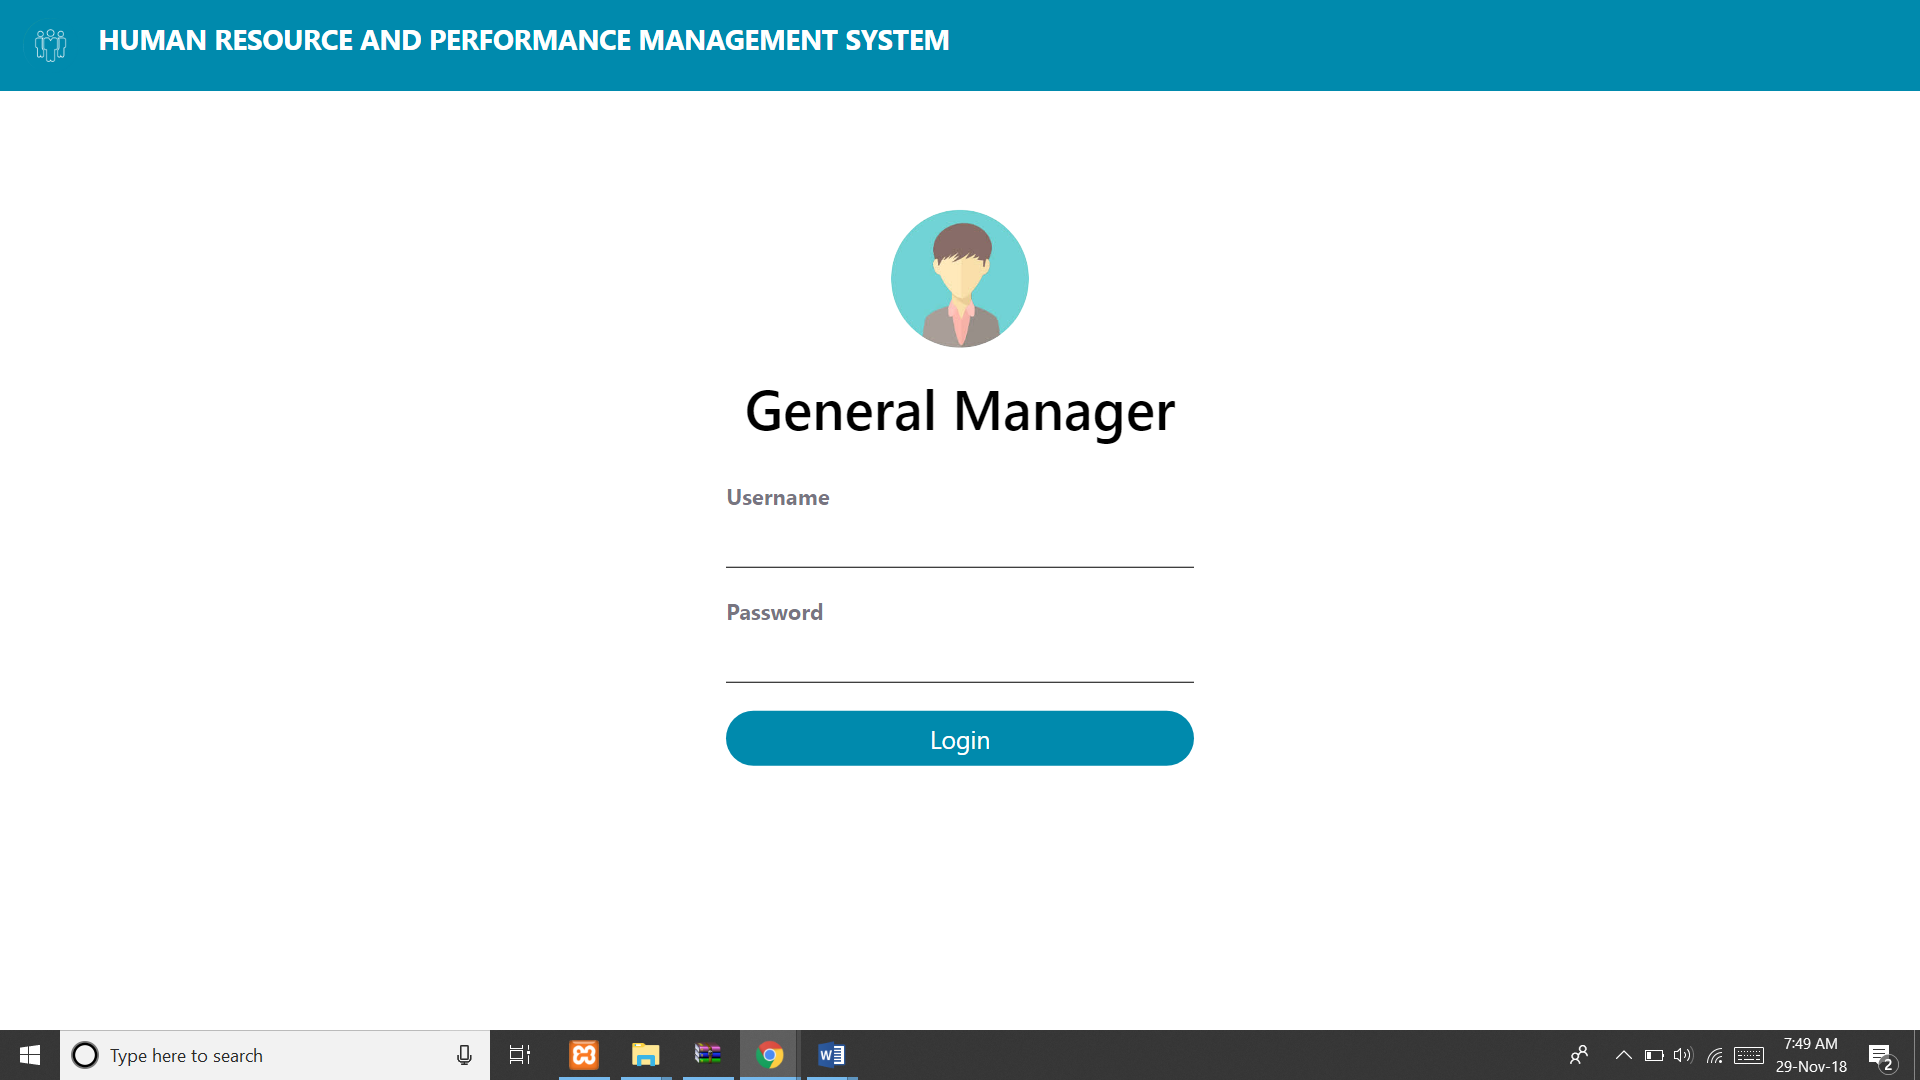 HUMAN RESOURCE AND PERFORMANCE MANAGEMENT SYSTEM
General Manager
Username
Password
Login
Type here to search
7:49 AM
29-Nov-18
2